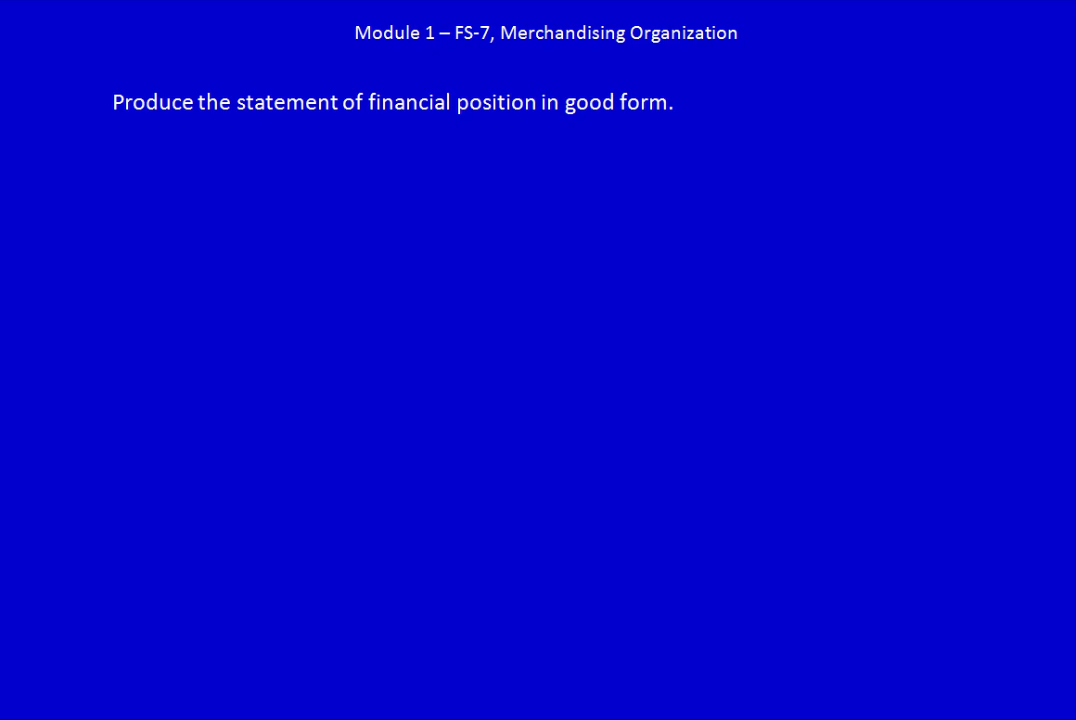 Module 1 – FS-7, Merchandising Organization
Produce the statement of financial position in good form.